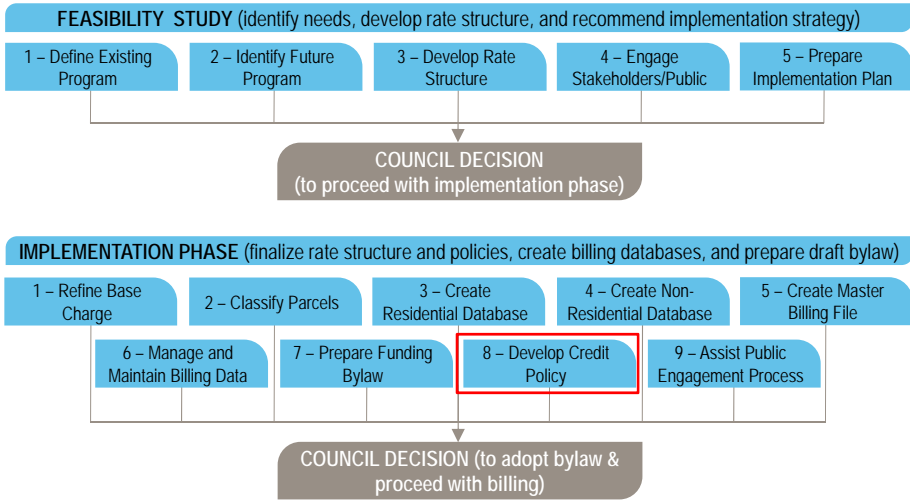 FEASIBILITY STUDY (identify needs, develop rate structure, and recommend implementation strategy)
1 – Define Existing
Program
2 – Identify Future
Program
3 – Develop Rate
Structure
4 – Engage
Stakeholders/Public
5 – Prepare
Implementation Plan
COUNCIL DECISION
(to proceed with implementation phase)
IMPLEMENTATION PHASE (finalize rate structure and policies, create billing databases, and prepare draft bylaw)
1 – Refine Base
Charge
2 – Classify Parcels
3 – Create
Residential Database
4 – Create Non-
Residential Database
5 – Create Master
Billing File
6 – Manage and
Maintain Billing Data
7 – Prepare Funding
Bylaw
8 – Develop Credit
Policy
9 – Assist Public
Engagement Process
COUNCIL DECISION (to adopt bylaw &
proceed with billing)